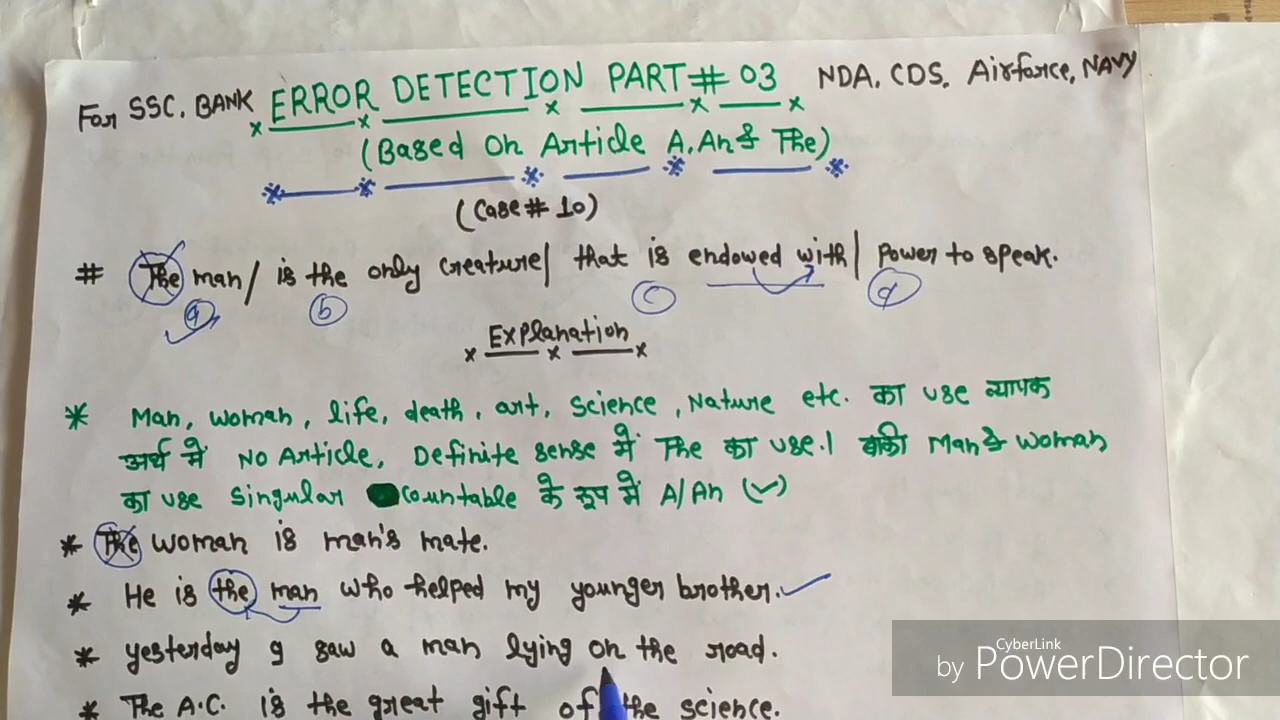 For SSC, BANK ERROR DETECTION PART # 03 NDA, CDS, Airforce, NAVY
(Based On Article A, An & The)
(Case # 10)
# The man / is the only creature / that is endowed with / power to speak.
(a) (b) (c) (d)
Explanation
* Man, woman, life, death, art, science, Nature etc. का use व्यापक
अर्थ में No Article, Definite sense में The का use.। बाकी Man & woman
का use singular countable के रूप में A/An (✓)
* The woman is man's mate.
* He is the man who helped my younger brother.
* yesterday I saw a man lying on the road.
* The A.C. is the great gift of the science.
CyberLink
by PowerDirector